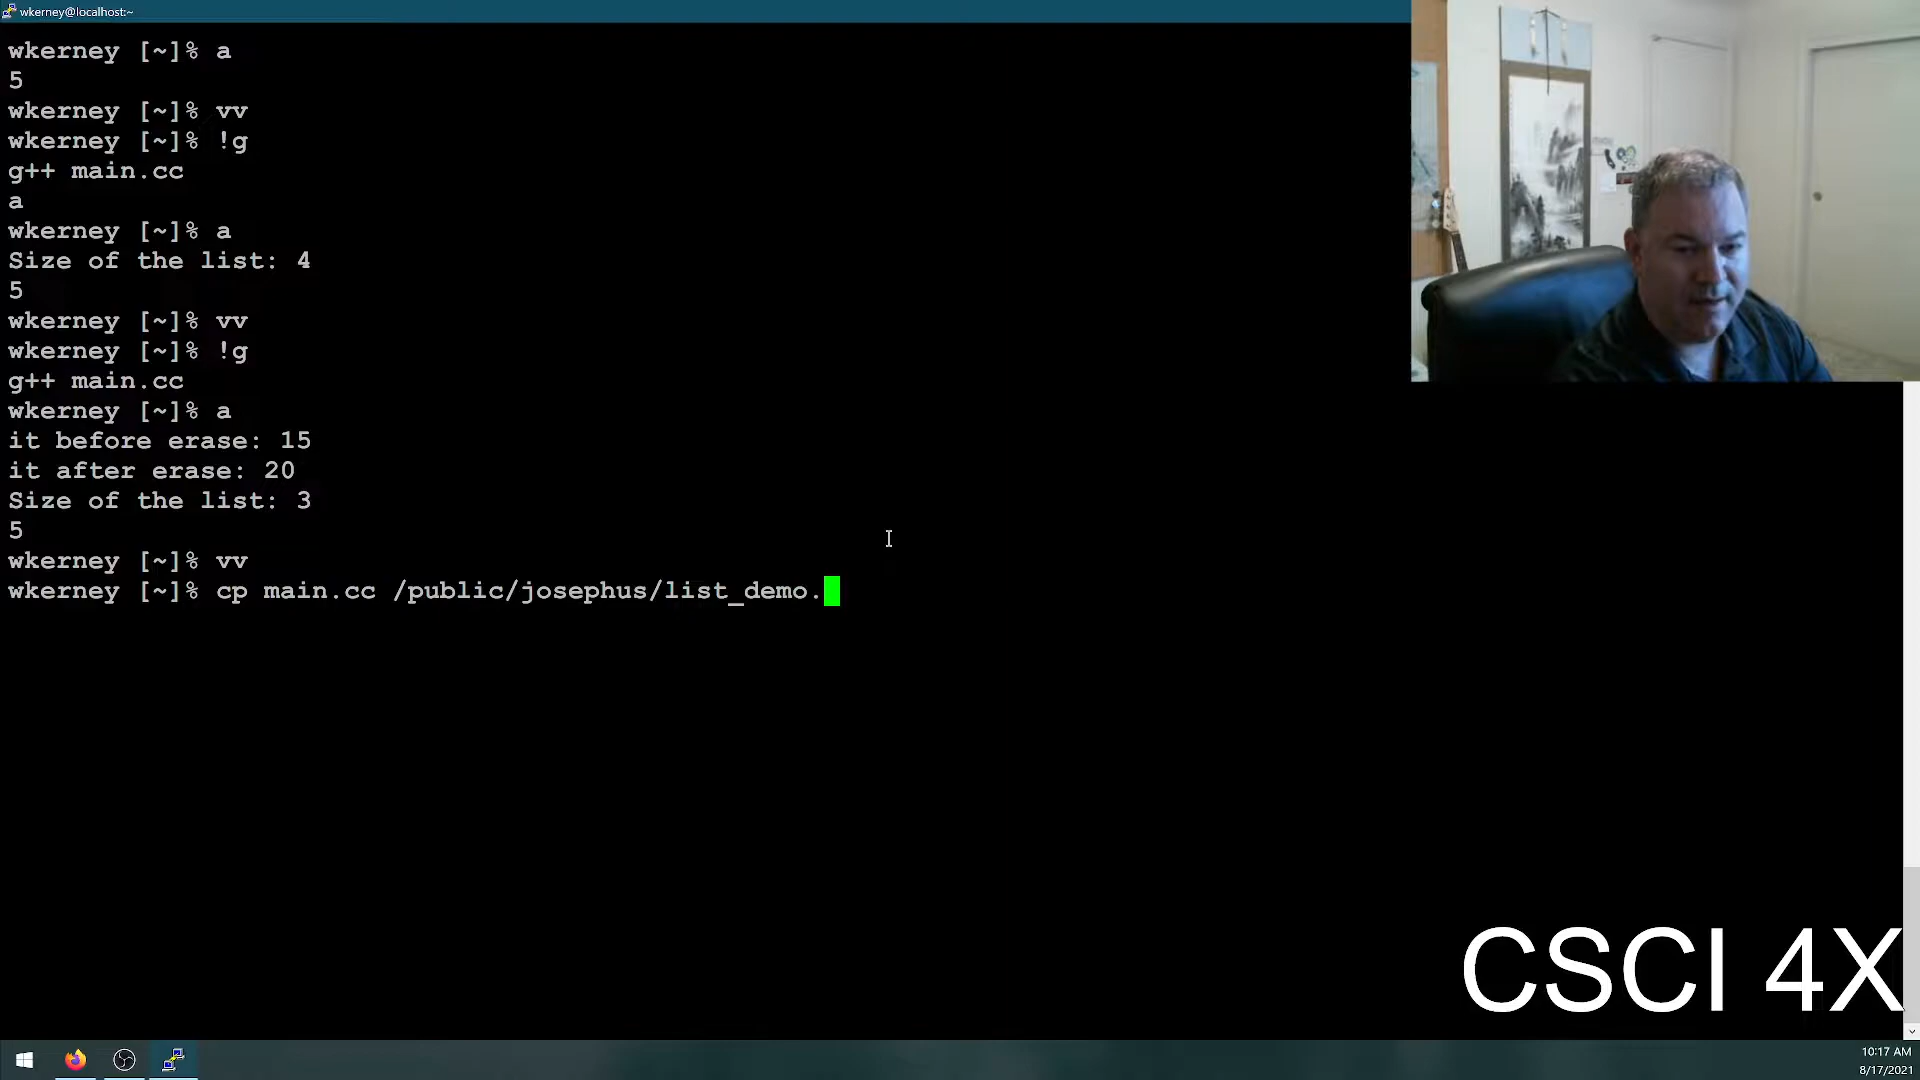 wkerney@localhost:~
wkerney [~]% a
5
wkerney [~]% vv
wkerney [~]% !g
g++ main.cc
a
wkerney [~]% a
Size of the list: 4
5
wkerney [~]% vv
wkerney [~]% !g
g++ main.cc
wkerney [~]% a
it before erase: 15
it after erase: 20
Size of the list: 3
5
wkerney [~]% vv
wkerney [~]% cp main.cc /public/josephus/list_demo.
CSCI 4X
10:17 AM
8/17/2021